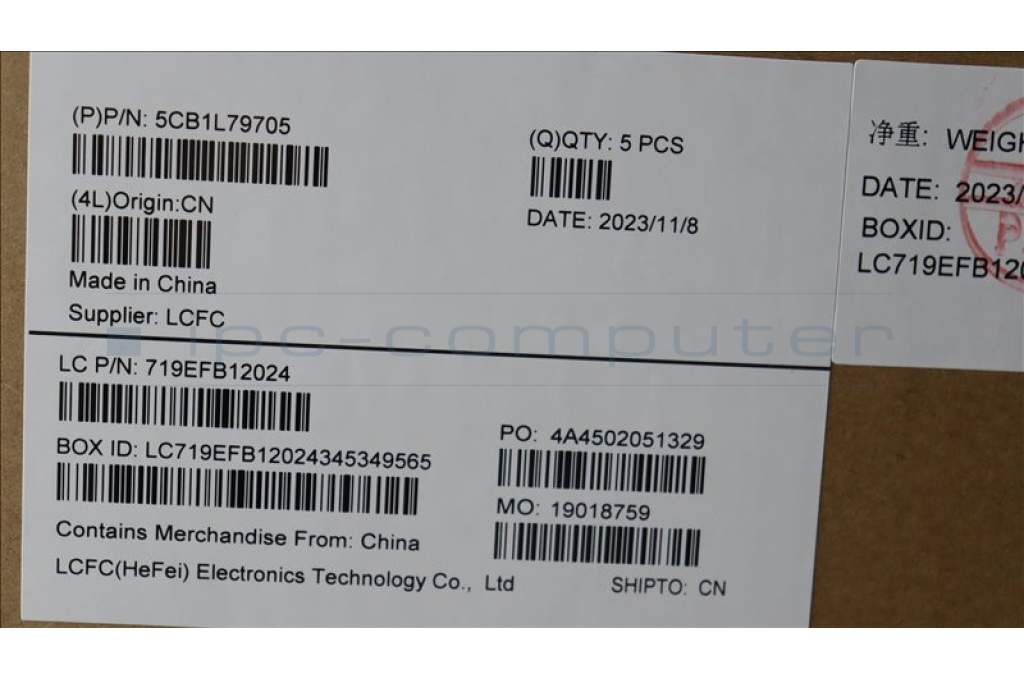 (P)P/N: 5CB1L79705
(4L)Origin:CN
Made in China
Supplier: LCFC
(Q)QTY: 5 PCS
DATE: 2023/11/8
LC P/N: 719EFB12024
BOX ID: LC719EFB12024345349565
Contains Merchandise From: China
LCFC(HeFei) Electronics Technology Co., Ltd
PO: 4A4502051329
MO: 19018759
SHIPTO: CN
净重:
DATE: 2023/
BOXID:
LC719EFB120
ipc-computer